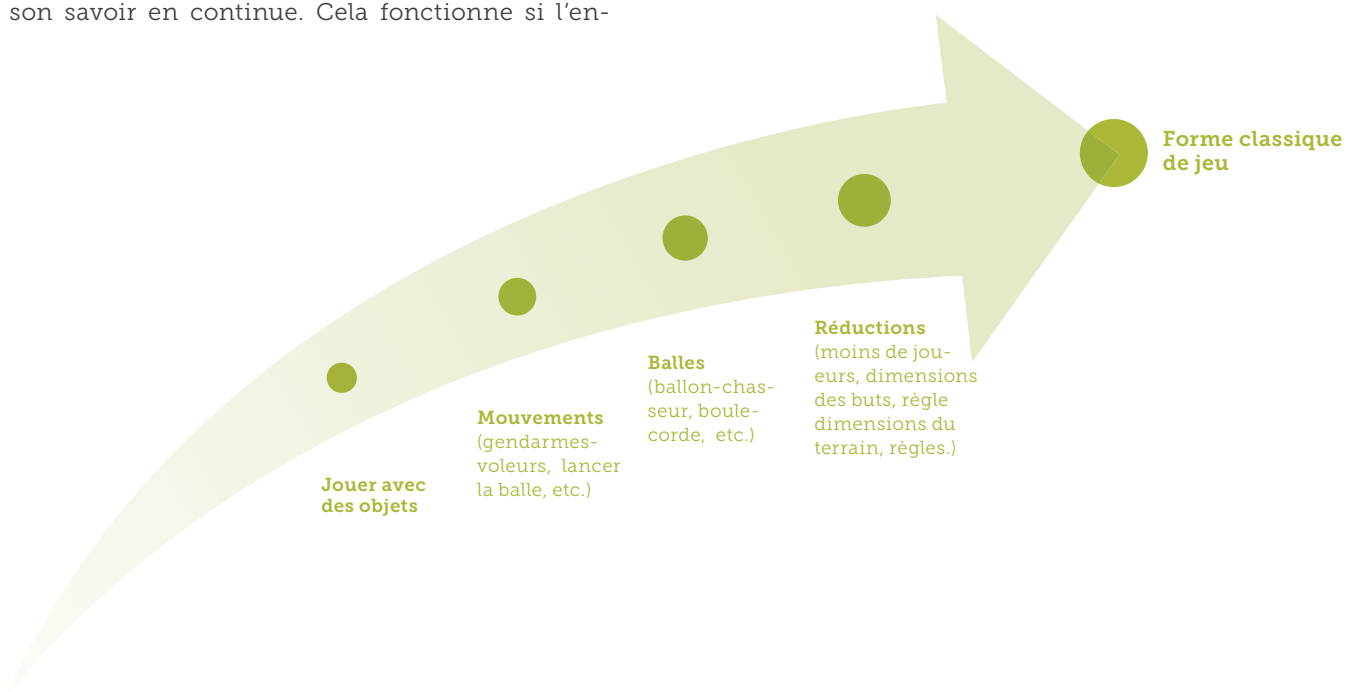 son savoir en continue. Cela fonctionne si l'en-
Forme classique
de jeu
Réductions
(moins de jou-
eurs, dimensions
des buts, règle
dimensions du
terrain, règles.)
Balles
(ballon-chas-
seur, boule-
corde, etc.)
Mouvements
(gendarmes-
voleurs, lancer
la balle, etc.)
Jouer avec
des objets